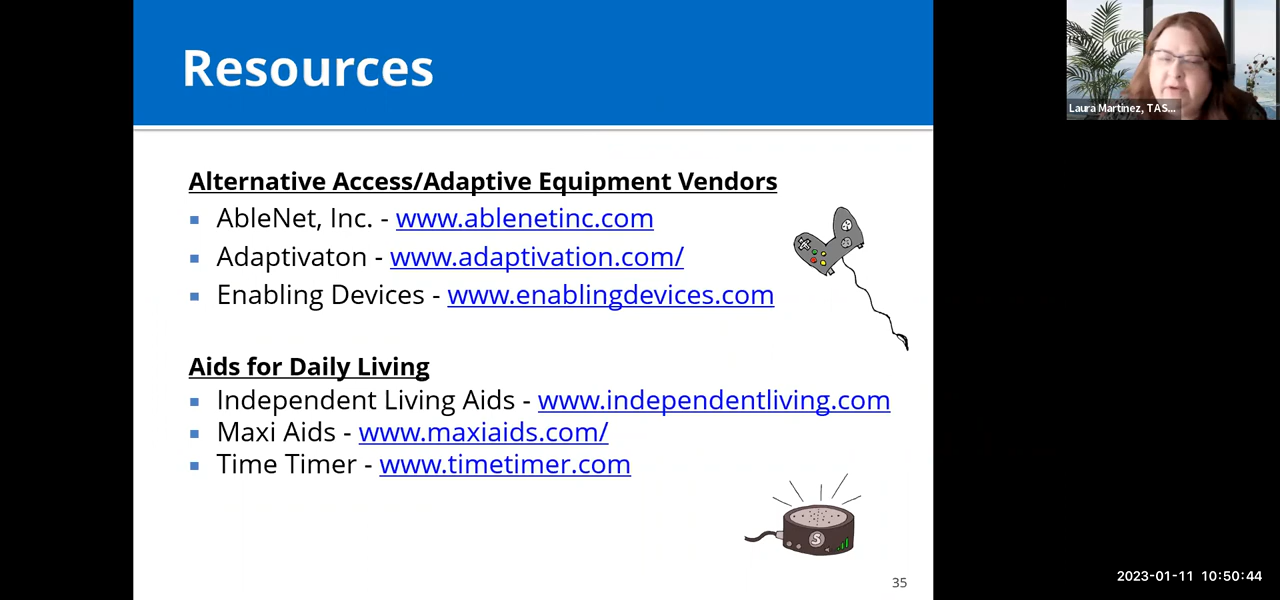 Resources
Laura Martinez, TAS...
Alternative Access/Adaptive Equipment Vendors
AbleNet, Inc. - www.ablenetinc.com
Adaptivaton - www.adaptivation.com/
Enabling Devices - www.enablingdevices.com
Aids for Daily Living
Independent Living Aids - www.independentliving.com
Maxi Aids - www.maxiaids.com/
Time Timer - www.timetimer.com
S
35
2023-01-11 10:50:44